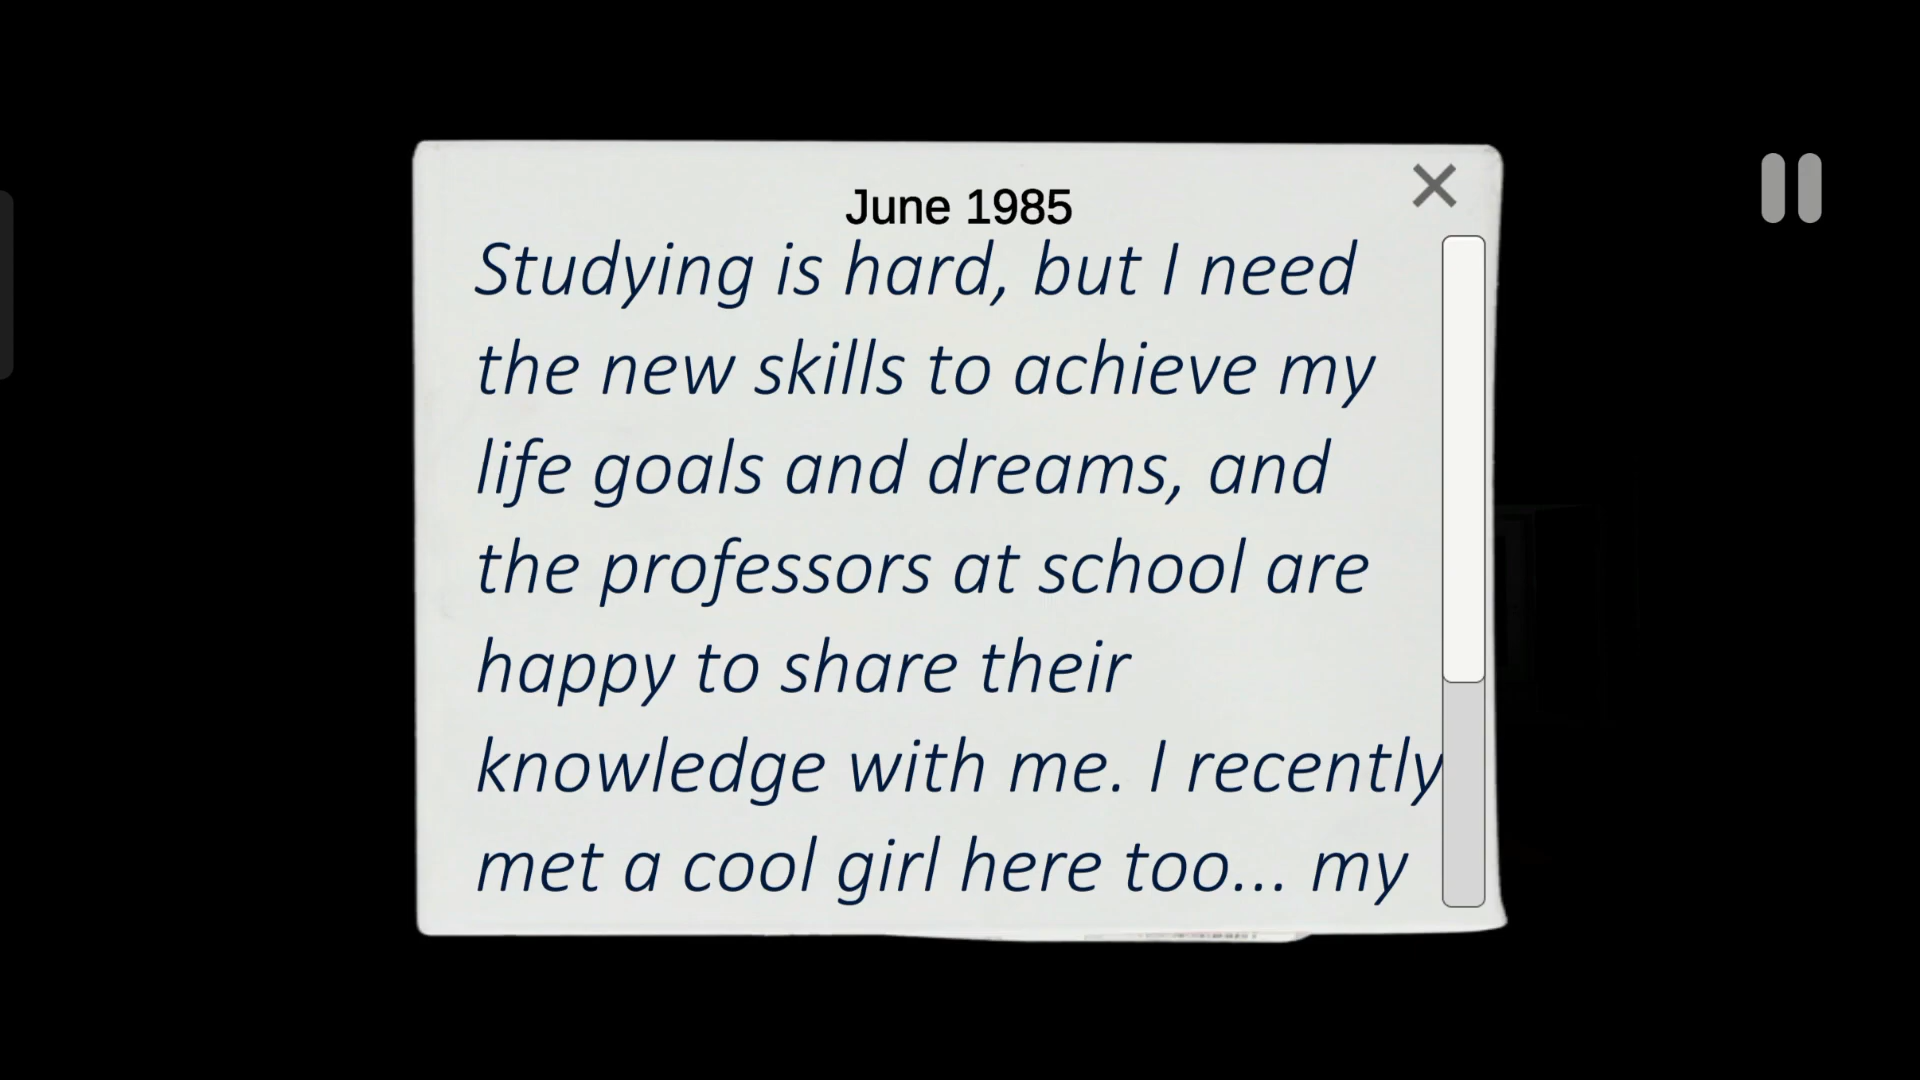 June 1985
Studying is hard, but I need
the new skills to achieve my
life goals and dreams, and
the professors at school are
happy to share their
knowledge with me. I recently
met a cool girl here too... my